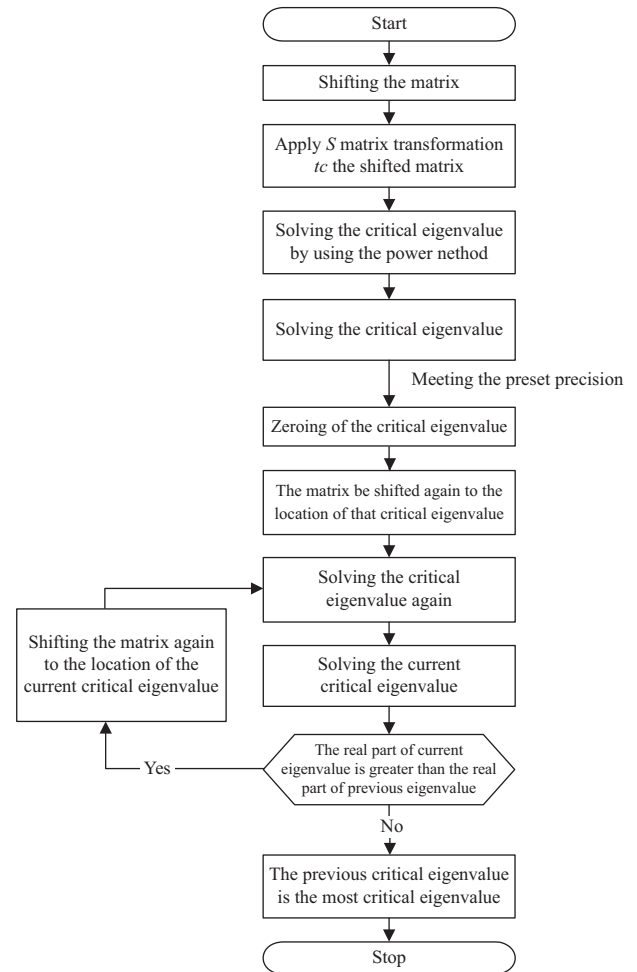 Start
Shifting the matrix
Apply S matrix transformation
tc the shifted matrix
Solving the critical eigenvalue
by using the power nethod
Solving the critical eigenvalue
Meeting the preset precision
Zeroing of the critical eigenvalue
The matrix be shifted again to the
location of that critical eigenvalue
Solving the critical
eigenvalue again
Shifting the matrix again
to the location of the
current critical eigenvalue
Solving the current
critical eigenvalue
The real part of current
eigenvalue is greater than the real
part of previous eigenvalue
Yes
No
The previous critical eigenvalue
is the most critical eigenvalue
Stop